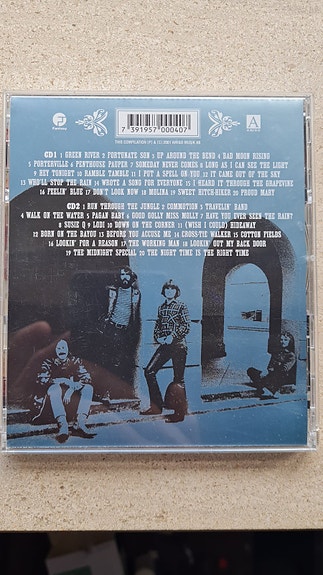 Fantasy
A
7 391957 000407
CD1 1 GREEN RIVER 2 FORTUNATE SON 3 UP AROUND THE BEND 4 BAD MOON RISING
5 PORTERVILLE 6 PENTHOUSE PAUPER 7 SOMEDAY NEVER COMES 8 LONG AS I CAN SEE THE LIGHT
9 HEY TONIGHT 10 RAMBLE TAMBLE 11 I PUT A SPELL ON YOU 12 IT CAME OUT OF THE SKY
13 WHO'LL STOP THE RAIN 14 WROTE A SONG FOR EVERYONE 15 I HEARD IT THROUGH THE GRAPEVINE
16 FEELIN' BLUE 17 DON'T LOOK NOW 18 MOLINA 19 SWEET HITCH-HIKER 20 PROUD MARY
CD2 1 RUN THROUGH THE JUNGLE 2 COMMOTION 3 TRAVELIN' BAND
4 WALK ON THE WATER 5 PAGAN BABY 6 GOOD GOLLY MISS MOLLY 7 HAVE YOU EVER SEEN THE RAIN?
8 SUSIE Q 9 LODI 10 DOWN ON THE CORNER 11 (WISH I COULD) HIDEAWAY
12 BORN ON THE BAYOU 13 BEFORE YOU ACCUSE ME 14 CROSS-TIE WALKER 15 COTTON FIELDS
16 LOOKIN' FOR A REASON 17 THE WORKING MAN 18 LOOKIN' OUT MY BACK DOOR
19 THE MIDNIGHT SPECIAL 20 THE NIGHT TIME IS THE RIGHT TIME